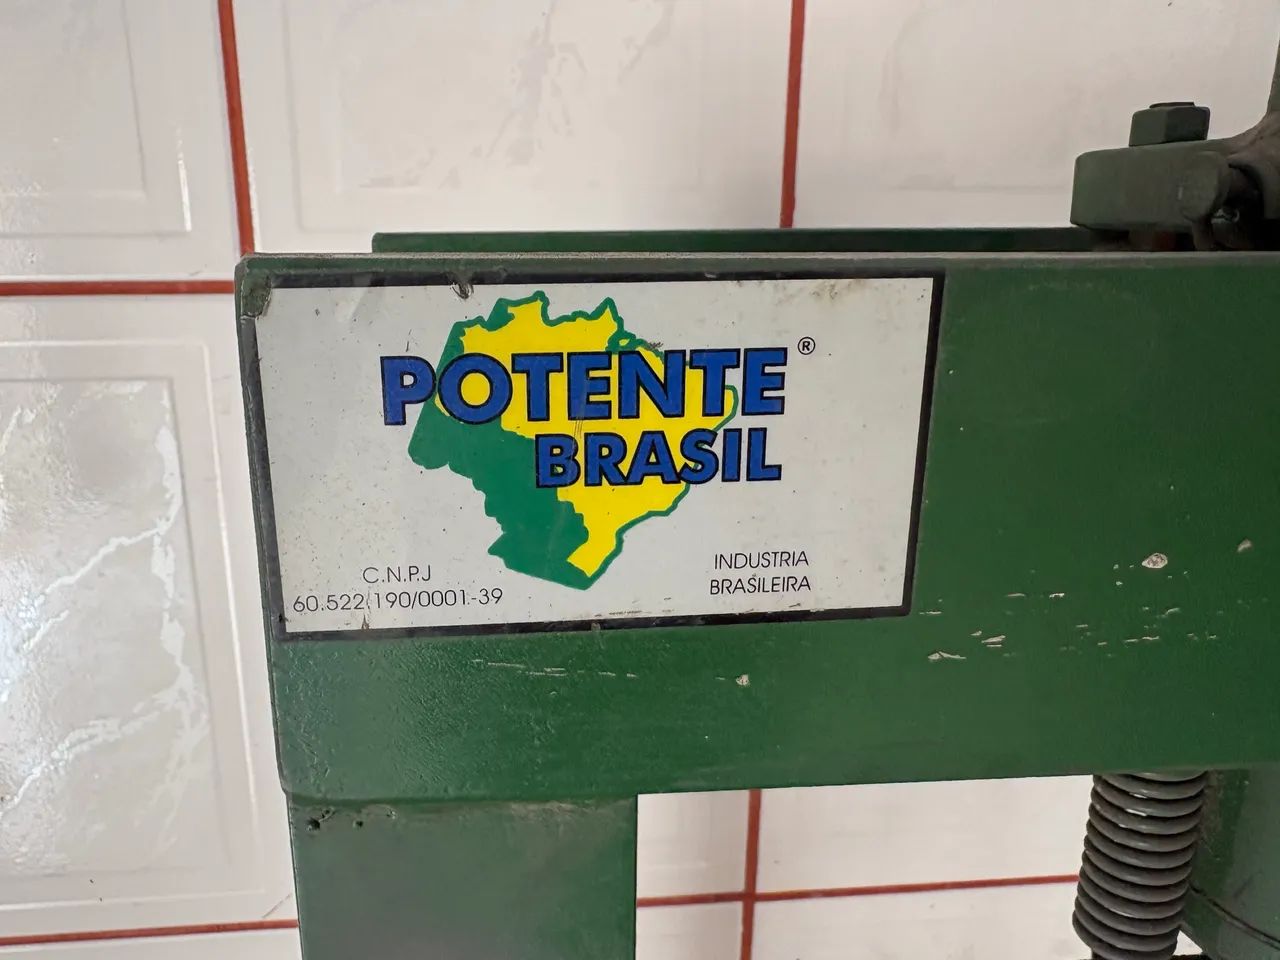 POTENTE ®
BRASIL
C.N.P.J
60.522.190/0001.-39
INDUSTRIA
BRASILEIRA